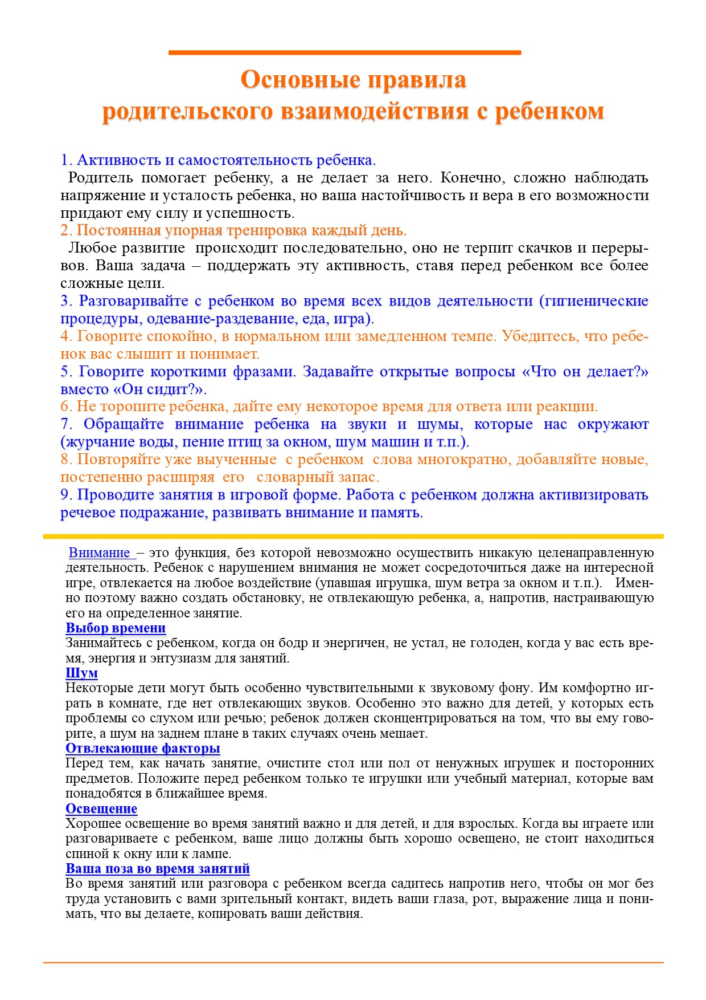 Основные правила
родительского взаимодействия с ребенком
1. Активность и самостоятельность ребенка.
Родитель помогает ребенку, а не делает за него. Конечно, сложно наблюдать
напряжение и усталость ребенка, но ваша настойчивость и вера в его возможности
придают ему силу и успешность.
2. Постоянная упорная тренировка каждый день.
Любое развитие происходит последовательно, оно не терпит скачков и переры-
вов. Ваша задача – поддержать эту активность, ставя перед ребенком все более
сложные цели.
3. Разговаривайте с ребенком во время всех видов деятельности (гигиенические
процедуры, одевание-раздевание, еда, игра).
4. Говорите спокойно, в нормальном или замедленном темпе. Убедитесь, что ребе-
нок вас слышит и понимает.
5. Говорите короткими фразами. Задавайте открытые вопросы «Что он делает?»
вместо «Он сидит?».
6. Не торопите ребенка, дайте ему некоторое время для ответа или реакции.
7. Обращайте внимание ребенка на звуки и шумы, которые нас окружают
(журчание воды, пение птиц за окном, шум машин и т.п.).
8. Повторяйте уже выученные с ребенком слова многократно, добавляйте новые,
постепенно расширяя его словарный запас.
9. Проводите занятия в игровой форме. Работа с ребенком должна активизировать
речевое подражание, развивать внимание и память.
Внимание – это функция, без которой невозможно осуществить никакую целенаправленную
деятельность. Ребенок с нарушением внимания не может сосредоточиться даже на интересной
игре, отвлекается на любое воздействие (упавшая игрушка, шум ветра за окном и т.п.). Имен-
но поэтому важно создать обстановку, не отвлекающую ребенка, а, напротив, настраивающую
его на определенное занятие.
Выбор времени
Занимайтесь с ребенком, когда он бодр и энергичен, не устал, не голоден, когда у вас есть вре-
мя, энергия и энтузиазм для занятий.
Шум
Некоторые дети могут быть особенно чувствительными к звуковому фону. Им комфортно иг-
рать в комнате, где нет отвлекающих звуков. Особенно это важно для детей, у которых есть
проблемы со слухом или речью; ребенок должен сконцентрироваться на том, что вы ему гово-
рите, а шум на заднем плане в таких случаях очень мешает.
Отвлекающие факторы
Перед тем, как начать занятие, очистите стол или пол от ненужных игрушек и посторонних
предметов. Положите перед ребенком только те игрушки или учебный материал, которые вам
понадобятся в ближайшее время.
Освещение
Хорошее освещение во время занятий важно и для детей, и для взрослых. Когда вы играете или
разговариваете с ребенком, ваше лицо должны быть хорошо освещено, не стоит находиться
спиной к окну или к лампе.
Ваша поза во время занятий
Во время занятий или разговора с ребенком всегда садитесь напротив него, чтобы он мог без
труда установить с вами зрительный контакт, видеть ваши глаза, рот, выражение лица и пони-
мать, что вы делаете, копировать ваши действия.